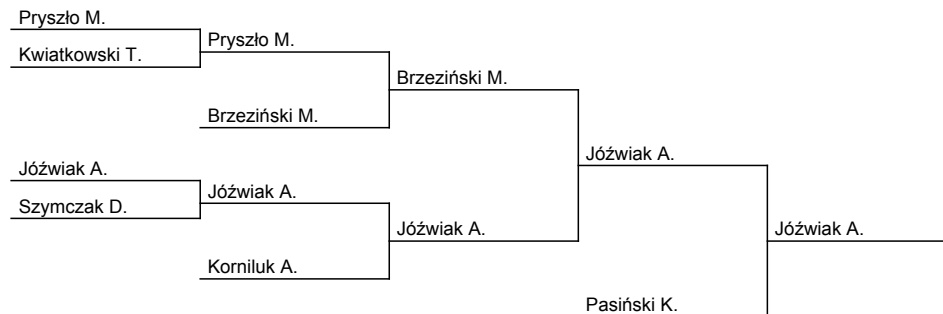 Pryszło M.
Kwiatkowski T.
Pryszło M.
Brzeziński M.
Brzeziński M.
Jóźwiak A.
Szymczak D.
Jóźwiak A.
Korniluk A.
Jóźwiak A.
Jóźwiak A.
Pasiński K.
Jóźwiak A.